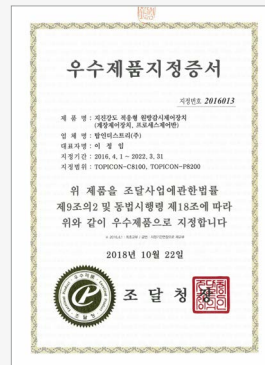 우수제품지정증서
지정번호 2016013
제 품 명 : 지진강도 적응형 원방감시제어장치
(계장제어장치, 프로세스제어반)
업 체 명 : 탑인더스트리(주)
대표자명 : 이 정 임
지정기간 : 2016. 4. 1 ~ 2022. 3. 31
지정범위 : TOPICON-C8100, TOPICON-P8200
위 제품을 조달사업에관한법률
제9조의2 및 동법시행령 제18조에 따라
위와 같이 우수제품으로 지정합니다
2018년 10월 22일
조 달 청 장